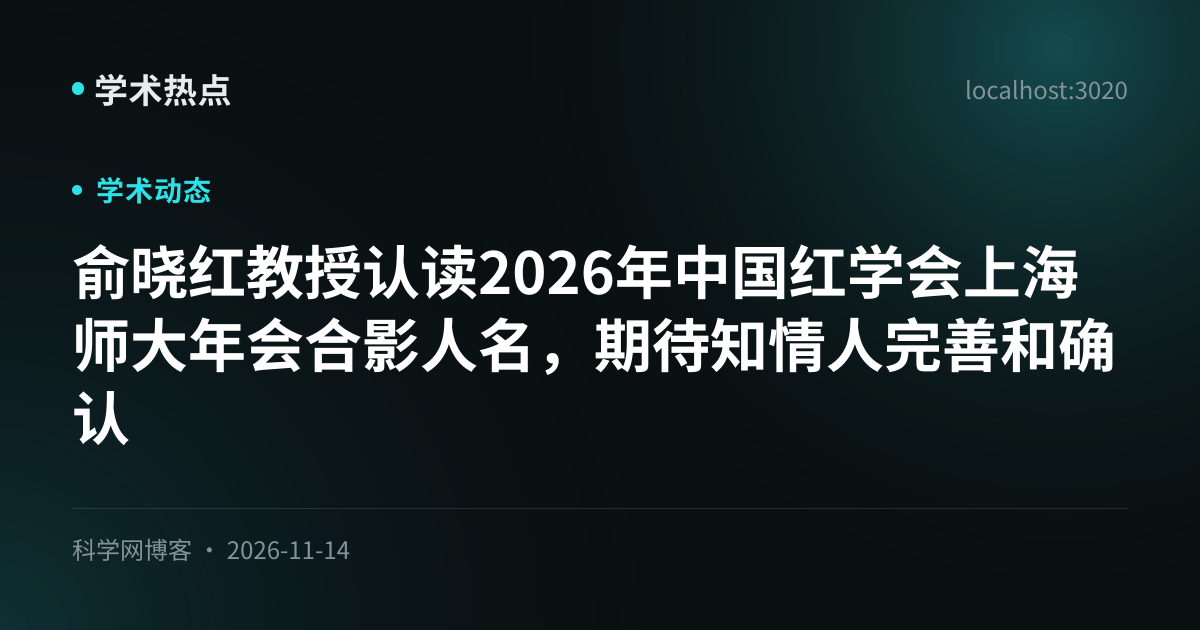 学术热点
localhost:3020
学术动态
俞晓红教授认读2026年中国红学会上海
师大年会合影人名，期待知情人完善和确
认
科学网博客 · 2026-11-14